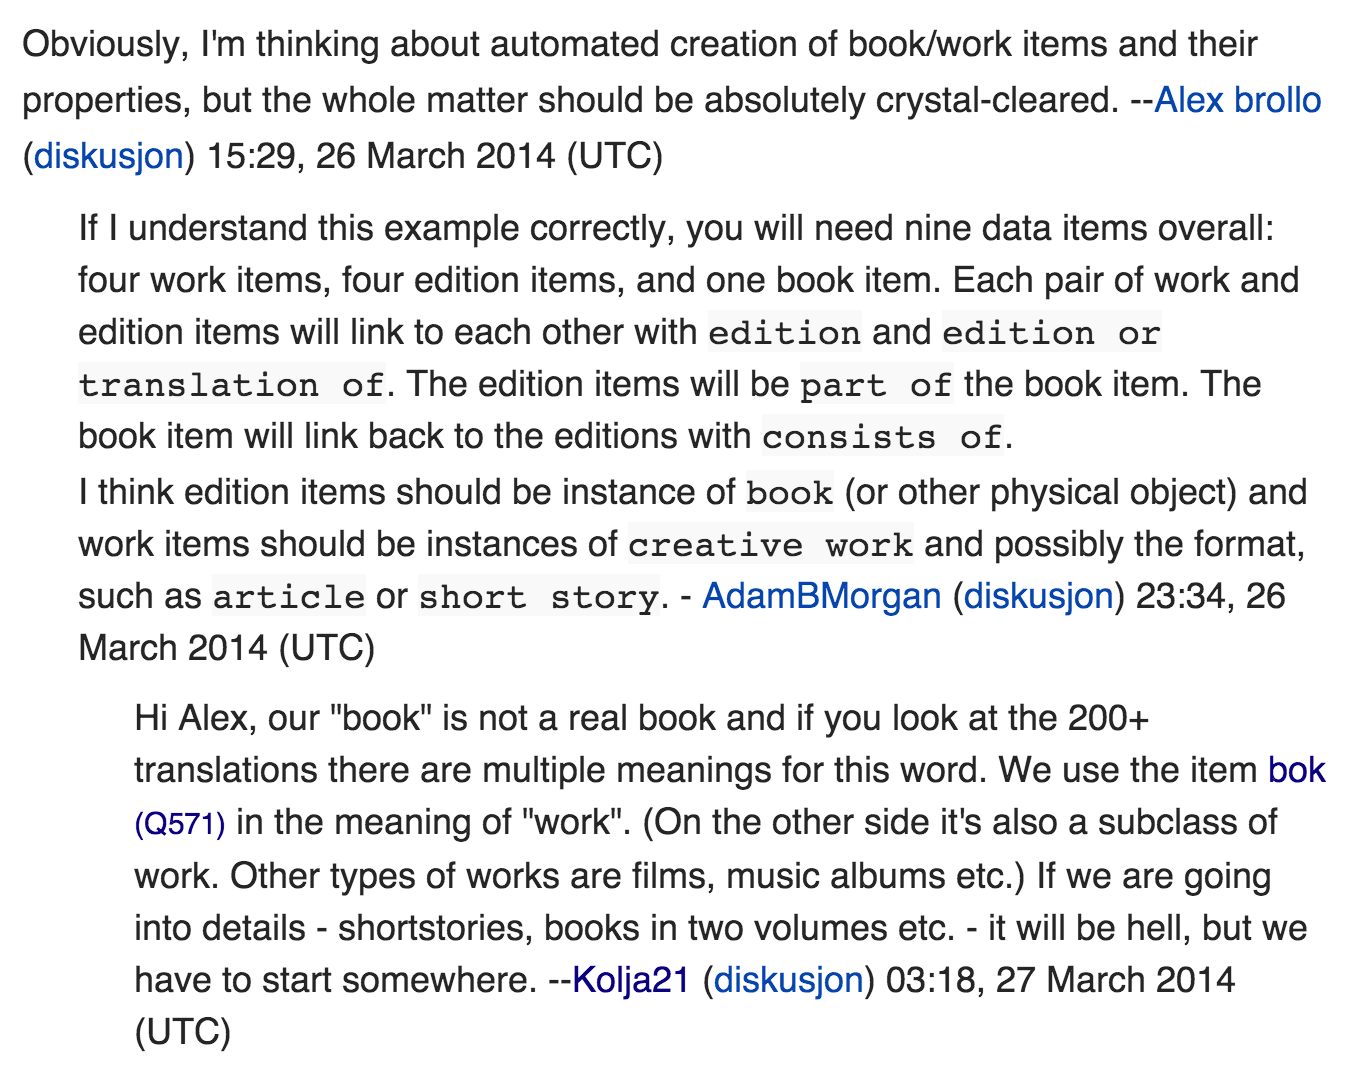 Obviously, I'm thinking about automated creation of book/work items and their
properties, but the whole matter should be absolutely crystal-cleared. --Alex brollo
(diskusjon) 15:29, 26 March 2014 (UTC)
If I understand this example correctly, you will need nine data items overall:
four work items, four edition items, and one book item. Each pair of work and
edition items will link to each other with edition and edition or
translation of. The edition items will be part of the book item. The
book item will link back to the editions with consists of.
I think edition items should be instance of book (or other physical object) and
work items should be instances of creative work and possibly the format,
such as article or short story. - AdamBMorgan (diskusjon) 23:34, 26
March 2014 (UTC)
Hi Alex, our "book" is not a real book and if you look at the 200+
translations there are multiple meanings for this word. We use the item bok
(Q571) in the meaning of "work". (On the other side it's also a subclass of
work. Other types of works are films, music albums etc.) If we are going
into details - shortstories, books in two volumes etc. - it will be hell, but we
have to start somewhere. --Kolja21 (diskusjon) 03:18, 27 March 2014
(UTC)